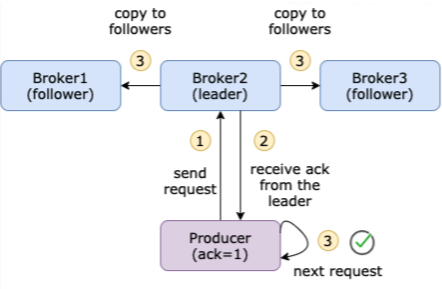 copy to
followers
copy to
followers
3
3
Broker1
(follower)
Broker2
(leader)
Broker3
(follower)
1
2
send
request
receive ack
from the
leader
Producer
(ack=1)
3
next request